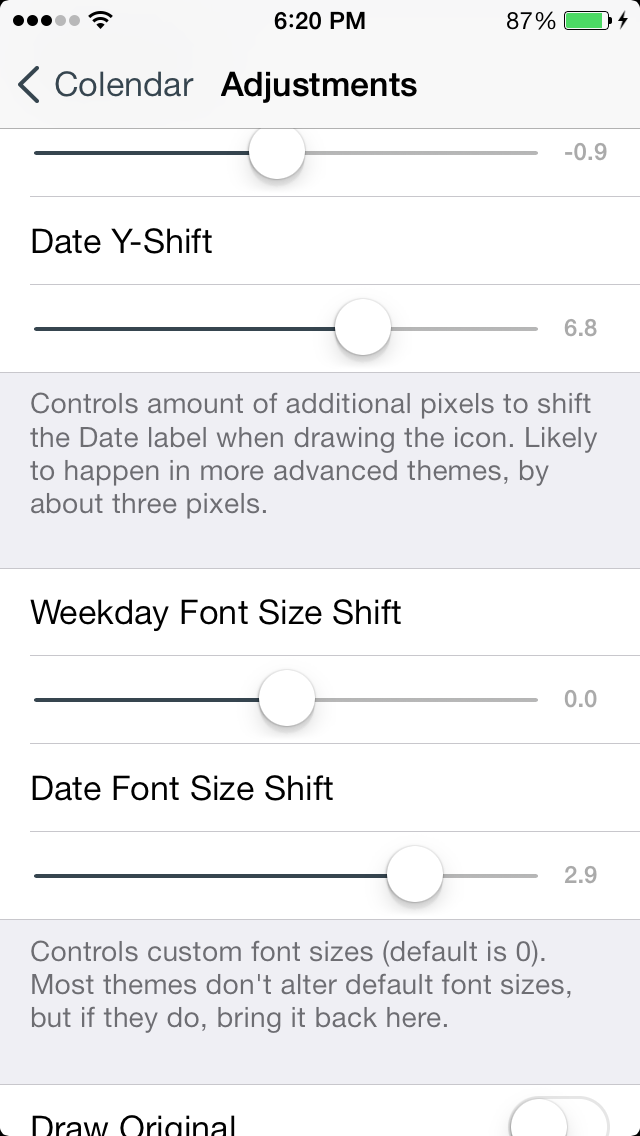 6:20 PM 87%
Colendar Adjustments
-0.9
Date Y-Shift
6.8
Controls amount of additional pixels to shift
the Date label when drawing the icon. Likely
to happen in more advanced themes, by
about three pixels.
Weekday Font Size Shift
0.0
Date Font Size Shift
2.9
Controls custom font sizes (default is 0).
Most themes don't alter default font sizes,
but if they do, bring it back here.
Draw Original